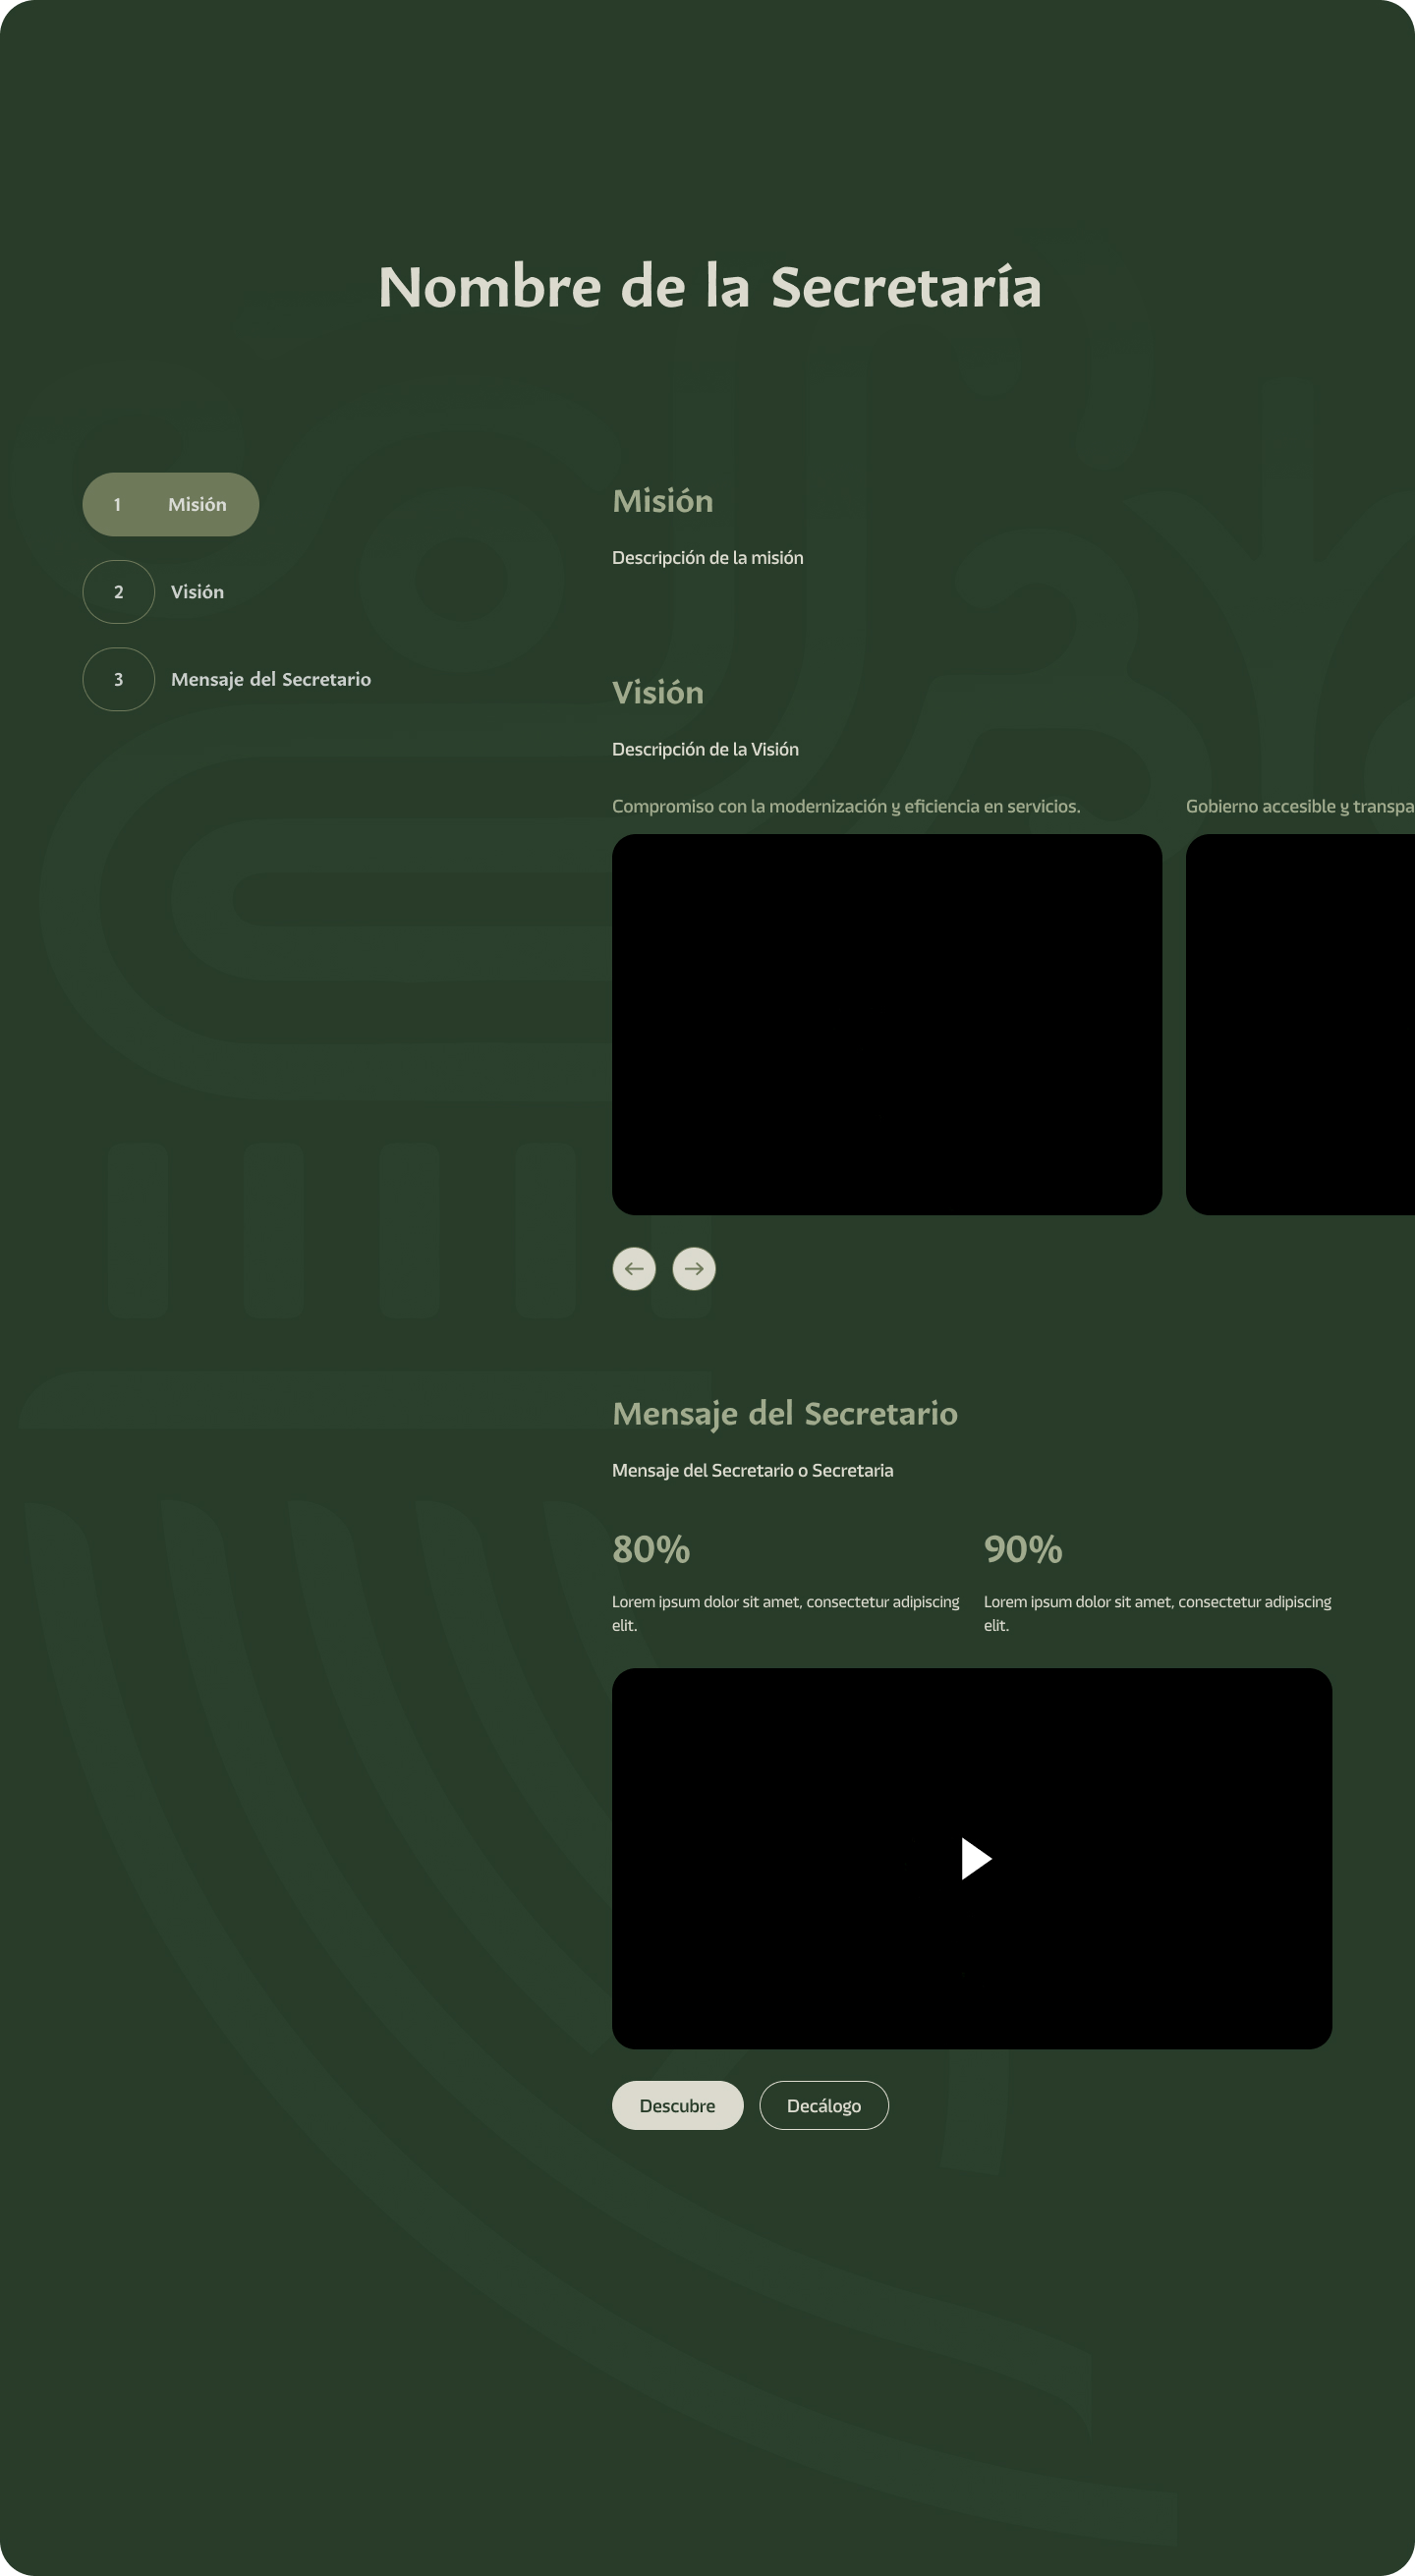 Nombre de la Secretaría
1 Misión
2 Visión
3 Mensaje del Secretario
Misión
Descripción de la misión
Visión
Descripción de la Visión
Compromiso con la modernización y eficiencia en servicios.
Gobierno accesible y
Mensaje del Secretario
Mensaje del Secretario o Secretaria
80%
Lorem ipsum dolor sit amet, consectetur adipiscing
elit.
90%
Lorem ipsum dolor sit amet, consectetur adipiscing
elit.
Descubre
Decálogo